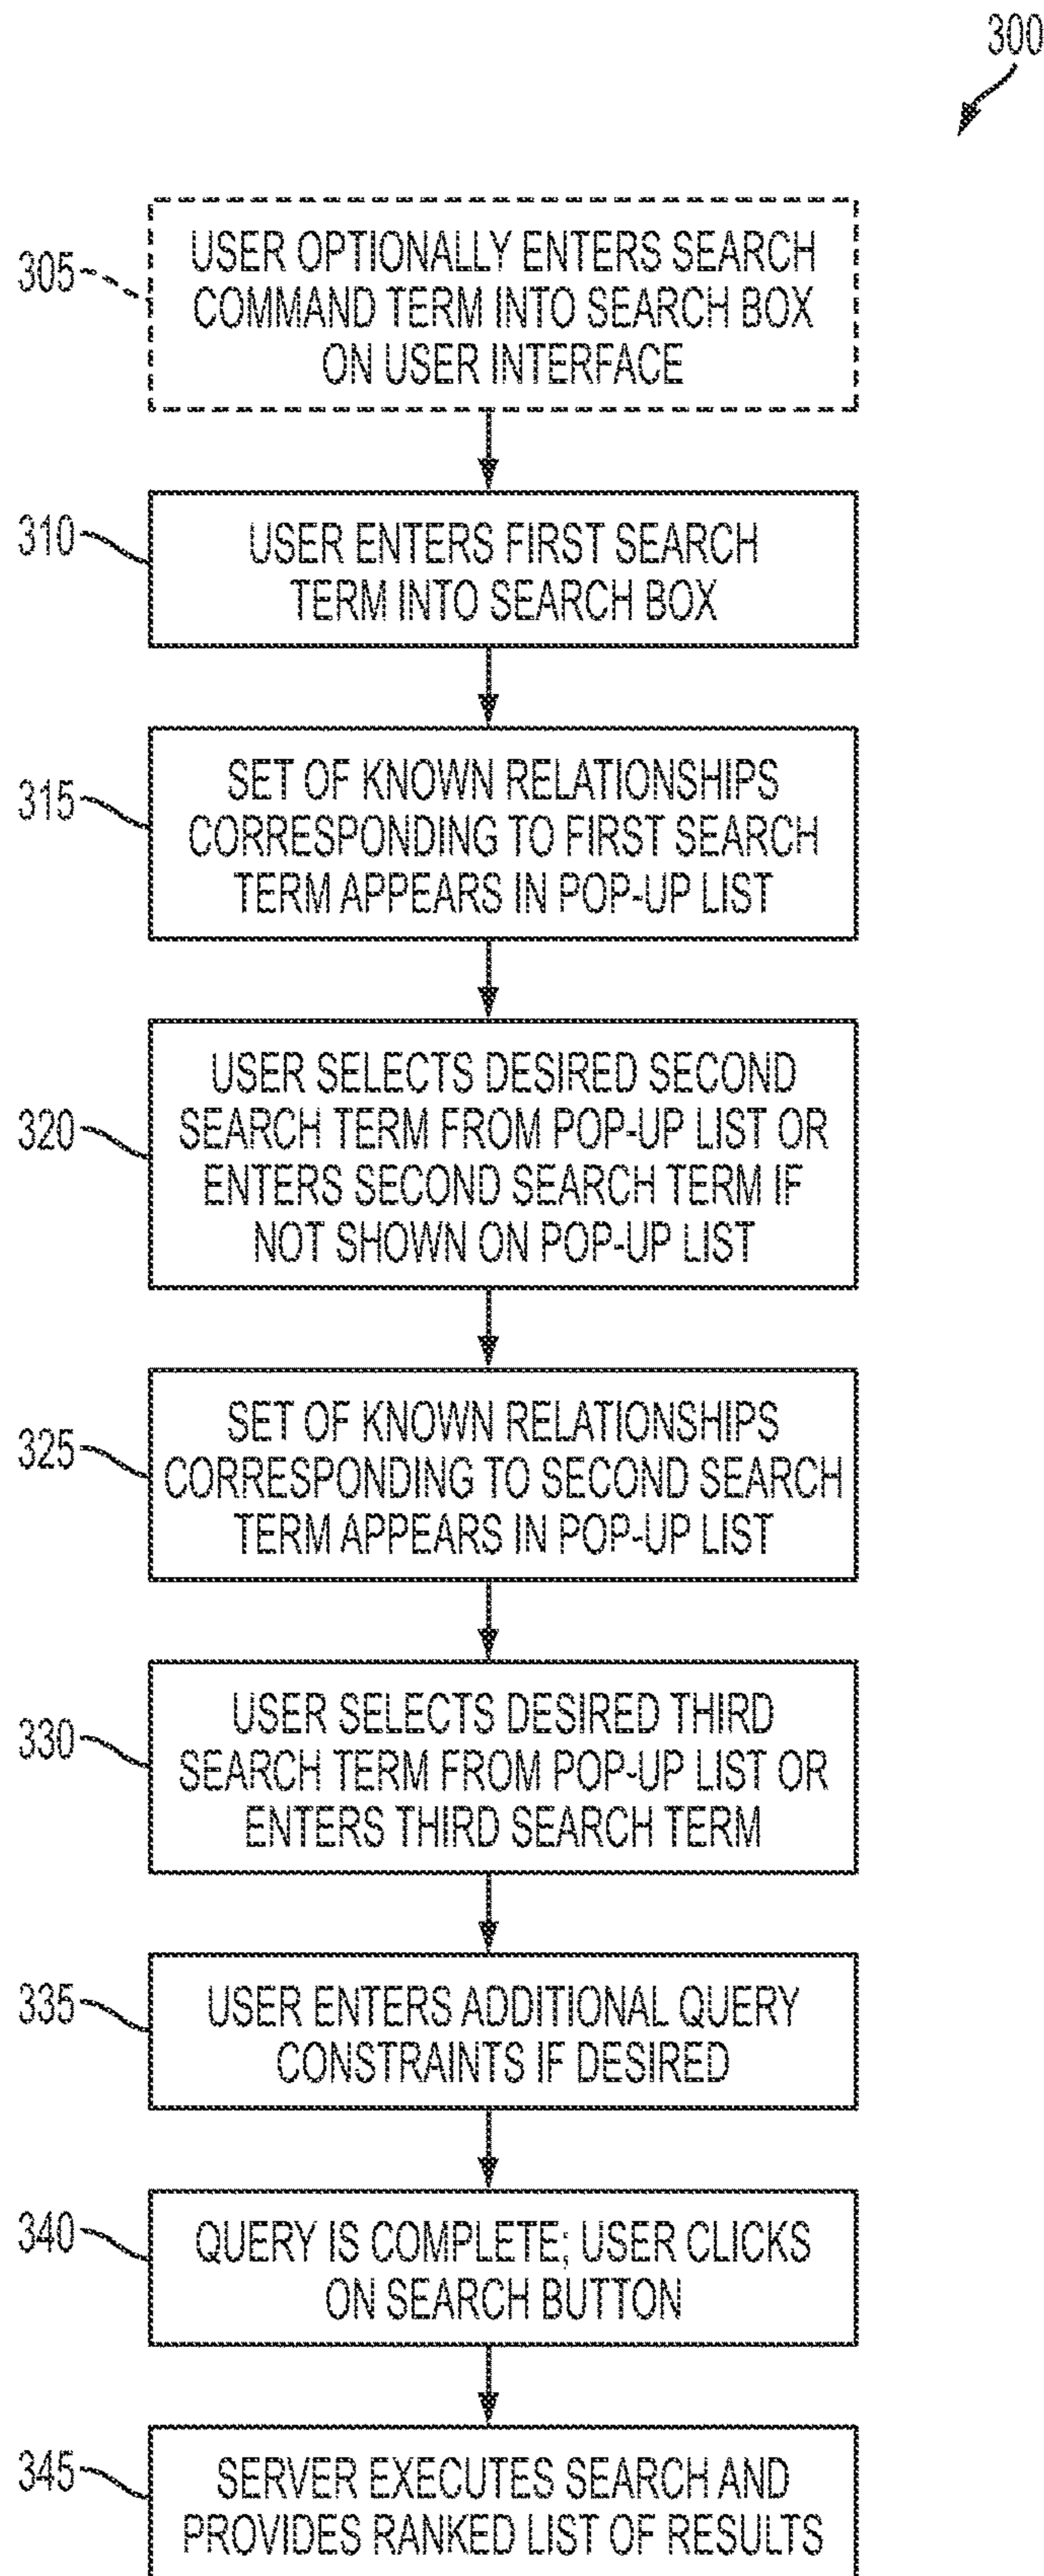 300
305
USER OPTIONALLY ENTERS SEARCH
COMMAND TERM INTO SEARCH BOX
ON USER INTERFACE
310
USER ENTERS FIRST SEARCH
TERM INTO SEARCH BOX
315
SET OF KNOWN RELATIONSHIPS
CORRESPONDING TO FIRST SEARCH
TERM APPEARS IN POP-UP LIST
320
USER SELECTS DESIRED SECOND
SEARCH TERM FROM POP-UP LIST OR
ENTERS SECOND SEARCH TERM IF
NOT SHOWN ON POP-UP LIST
325
SET OF KNOWN RELATIONSHIPS
CORRESPONDING TO SECOND SEARCH
TERM APPEARS IN POP-UP LIST
330
USER SELECTS DESIRED THIRD
SEARCH TERM FROM POP-UP LIST OR
ENTERS THIRD SEARCH TERM
335
USER ENTERS ADDITIONAL QUERY
CONSTRAINTS IF DESIRED
340
QUERY IS COMPLETE; USER CLICKS
ON SEARCH BUTTON
345
SERVER EXECUTES SEARCH AND
PROVIDES RANKED LIST OF RESULTS